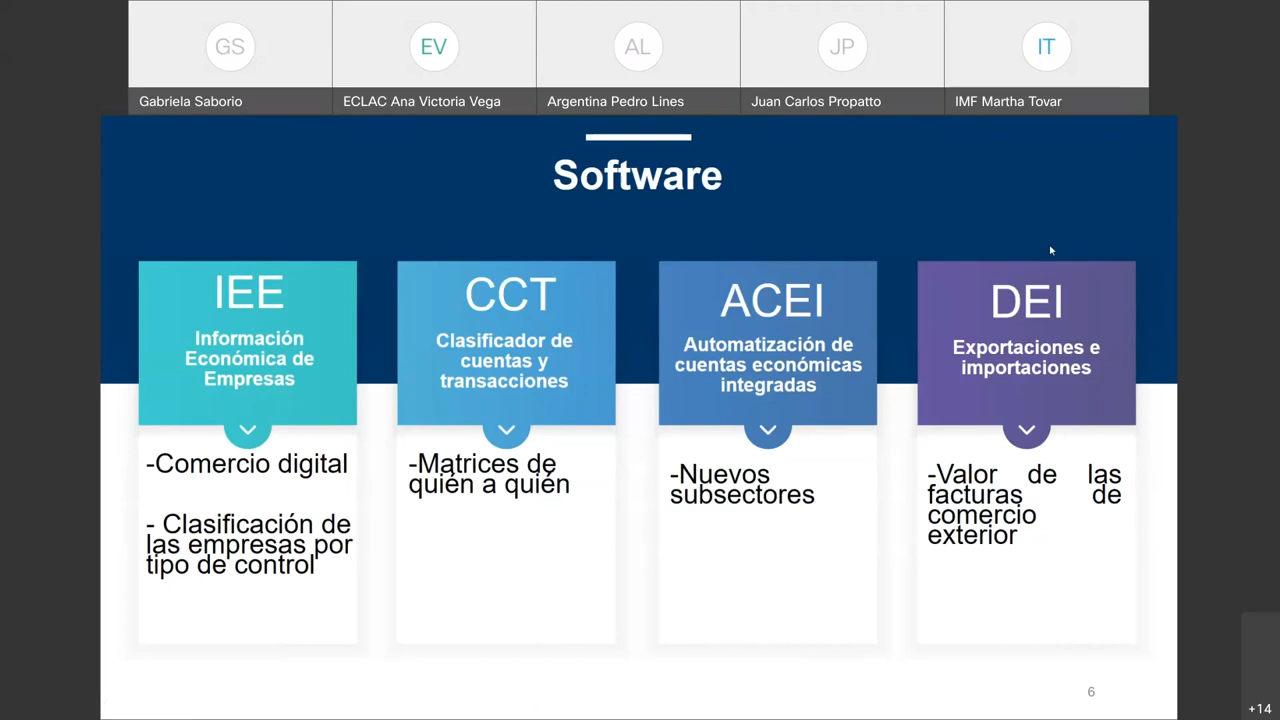 GS
EV
AL
JP
IT
Gabriela Saborio
ECLAC Ana Victoria Vega
Argentina Pedro Lines
Juan Carlos Propatto
IMF Martha Tovar
Software
IEE
Información
Económica de
Empresas
-Comercio digital
- Clasificación de
las empresas por
tipo de control
CCT
Clasificador de
cuentas y
transacciones
-Matrices de
quién a quién
ACEI
Automatización de
cuentas económicas
integradas
-Nuevos
subsectores
DEI
Exportaciones e
importaciones
-Valor de las
facturas de
comercio
exterior
6
+14